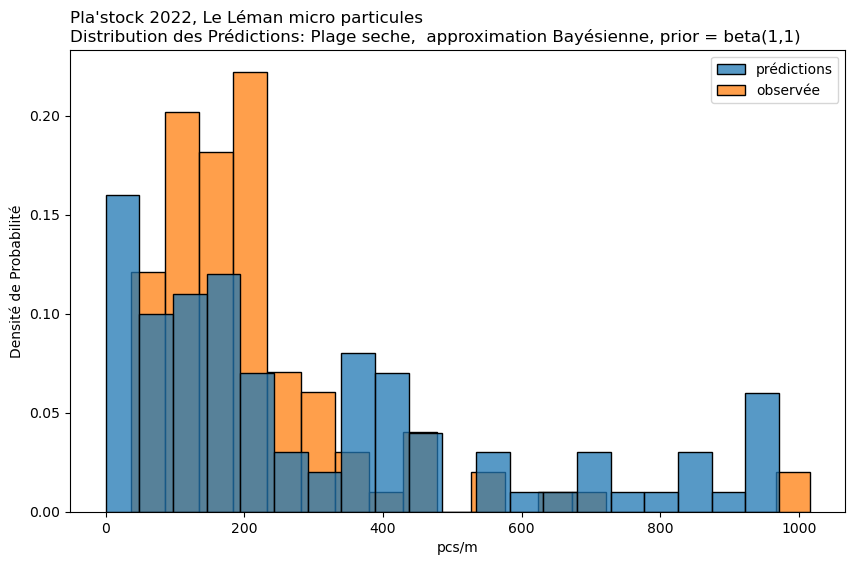 Pla'stock 2022, Le Léman micro particules
Distribution des Prédictions: Plage seche,  approximation Bayésienne, prior = beta(1,1)
prédictions
observée
Densité de Probabilité
0.20
0.15
0.10
0.05
0.00
0 200 400 600 800 1000
pcs/m